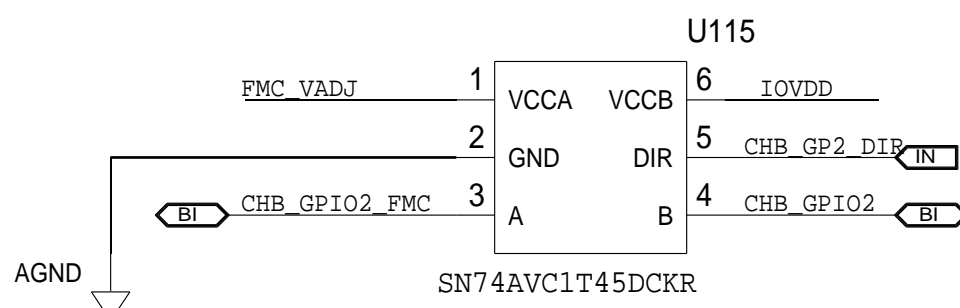 U115
FMC_VADJ 1 VCCA VCCB 6 IOVDD
2 GND DIR 5 CHB_GP2_DIR IN
BI CHB_GPIO2_FMC 3 A B 4 CHB_GPIO2 BI
AGND
SN74AVC1T45DCKR